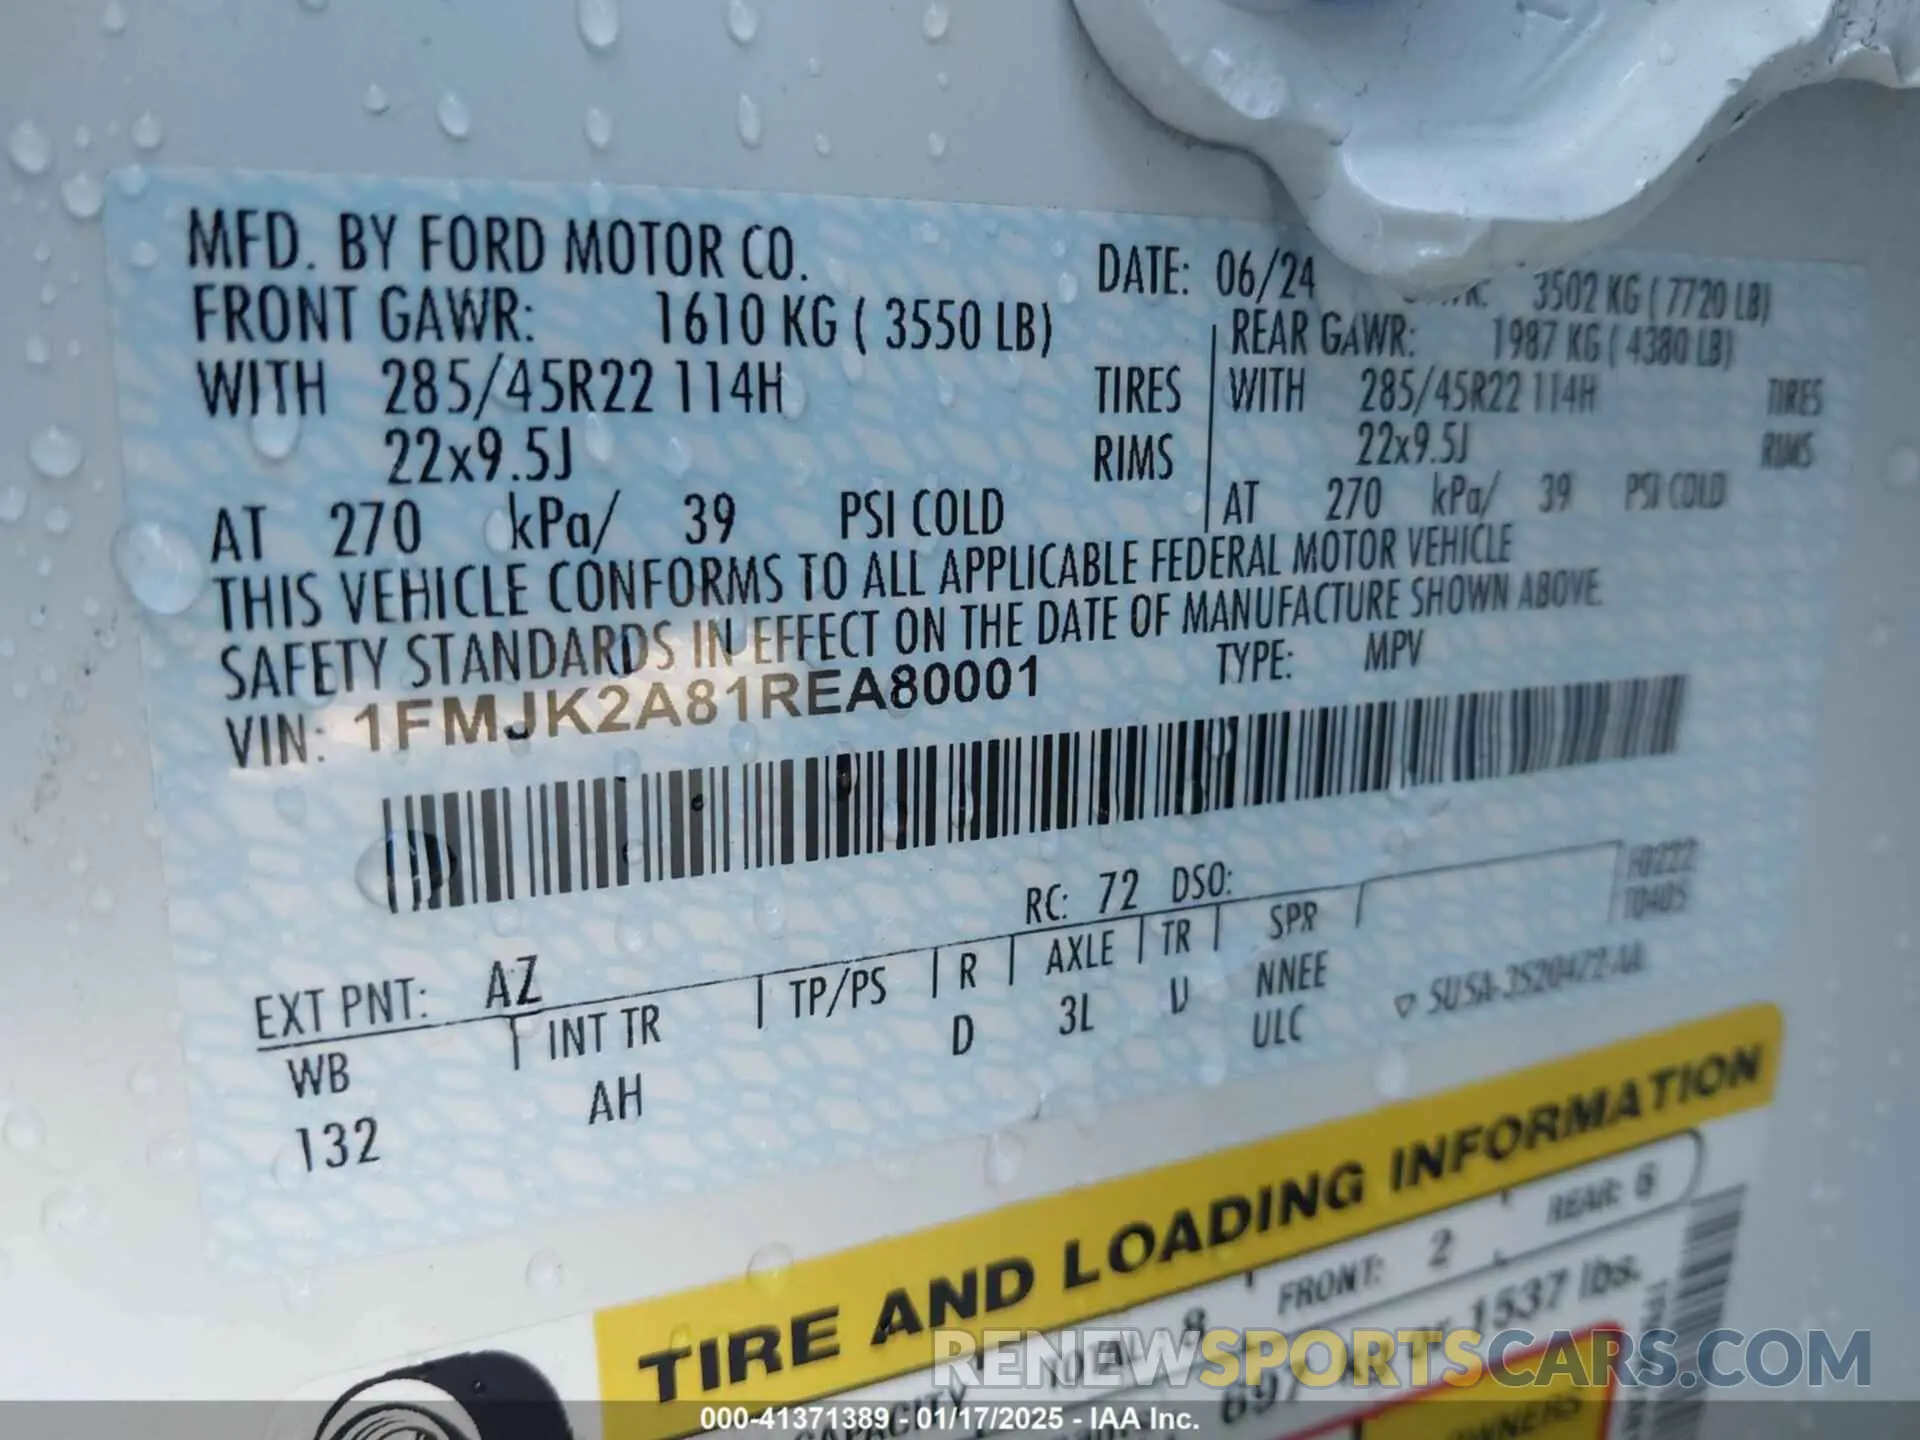 MFD. BY FORD MOTOR CO.
DATE: 06/24 3502 KG ( 7720 LB)
FRONT GAWR: 1610 KG ( 3550 LB) REAR GAWR: 1987 KG ( 4380 LB)
WITH 285/45R22 114H TIRES WITH 285/45R22 114H TIRES
22x9.5J RIMS 22x9.5J RIMS
AT 270 kPa/ 39 PSI COLD AT 270 kPa/ 39 PSI COLD
THIS VEHICLE CONFORMS TO ALL APPLICABLE FEDERAL MOTOR VEHICLE
SAFETY STANDARDS IN EFFECT ON THE DATE OF MANUFACTURE SHOWN ABOVE.
VIN: 1FMJK2A81REA80001 TYPE: MPV
RC: 72 DSO:
EXT PNT: AZ
WB INT TR TP/PS R AXLE TR SPR
132 AH D 3L U NNEE
ULC
TIRE AND LOADING INFORMATION
8 FRONT: 2 REAR: 6
CAPACITY
1537 lbs.
RENEWSPORTSCARS.COM
000-41371389 - 01/17/2025 - IAA Inc.